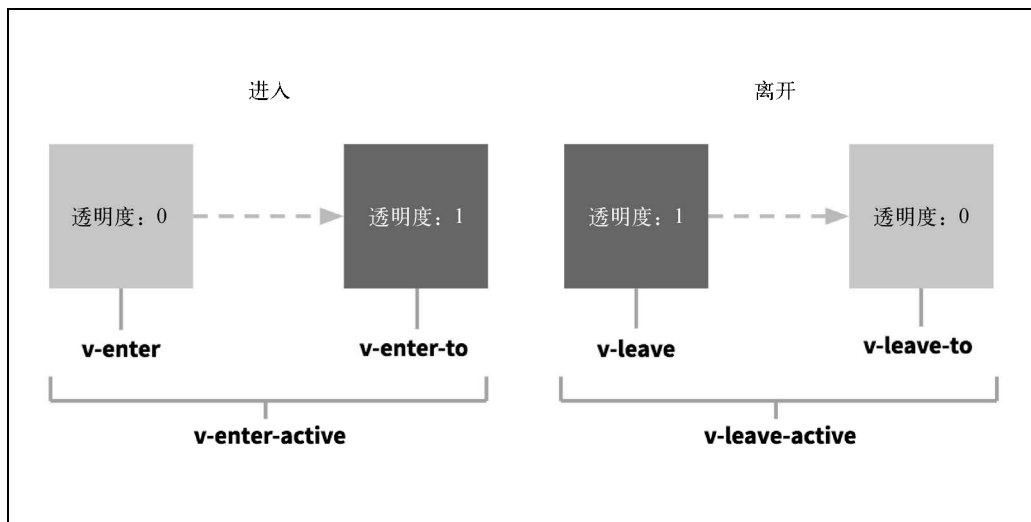 进入
离开
透明度：0
透明度：1
透明度：1
透明度：0
v-enter
v-enter-to
v-leave
v-leave-to
v-enter-active
v-leave-active